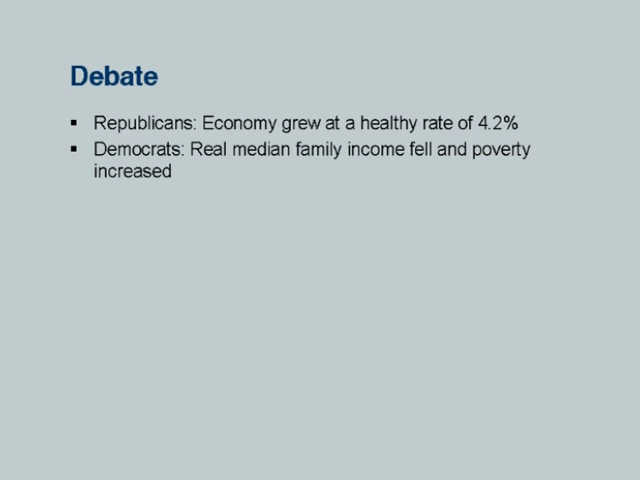 Debate
▪ Republicans: Economy grew at a healthy rate of 4.2%
▪ Democrats: Real median family income fell and poverty
increased